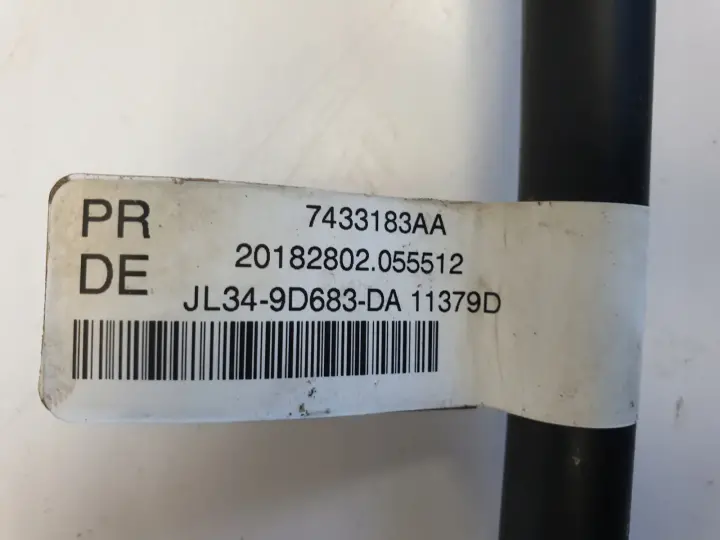 PR 7433183AA
20182802.055512
DE
JL34-9D683-DA 11379D